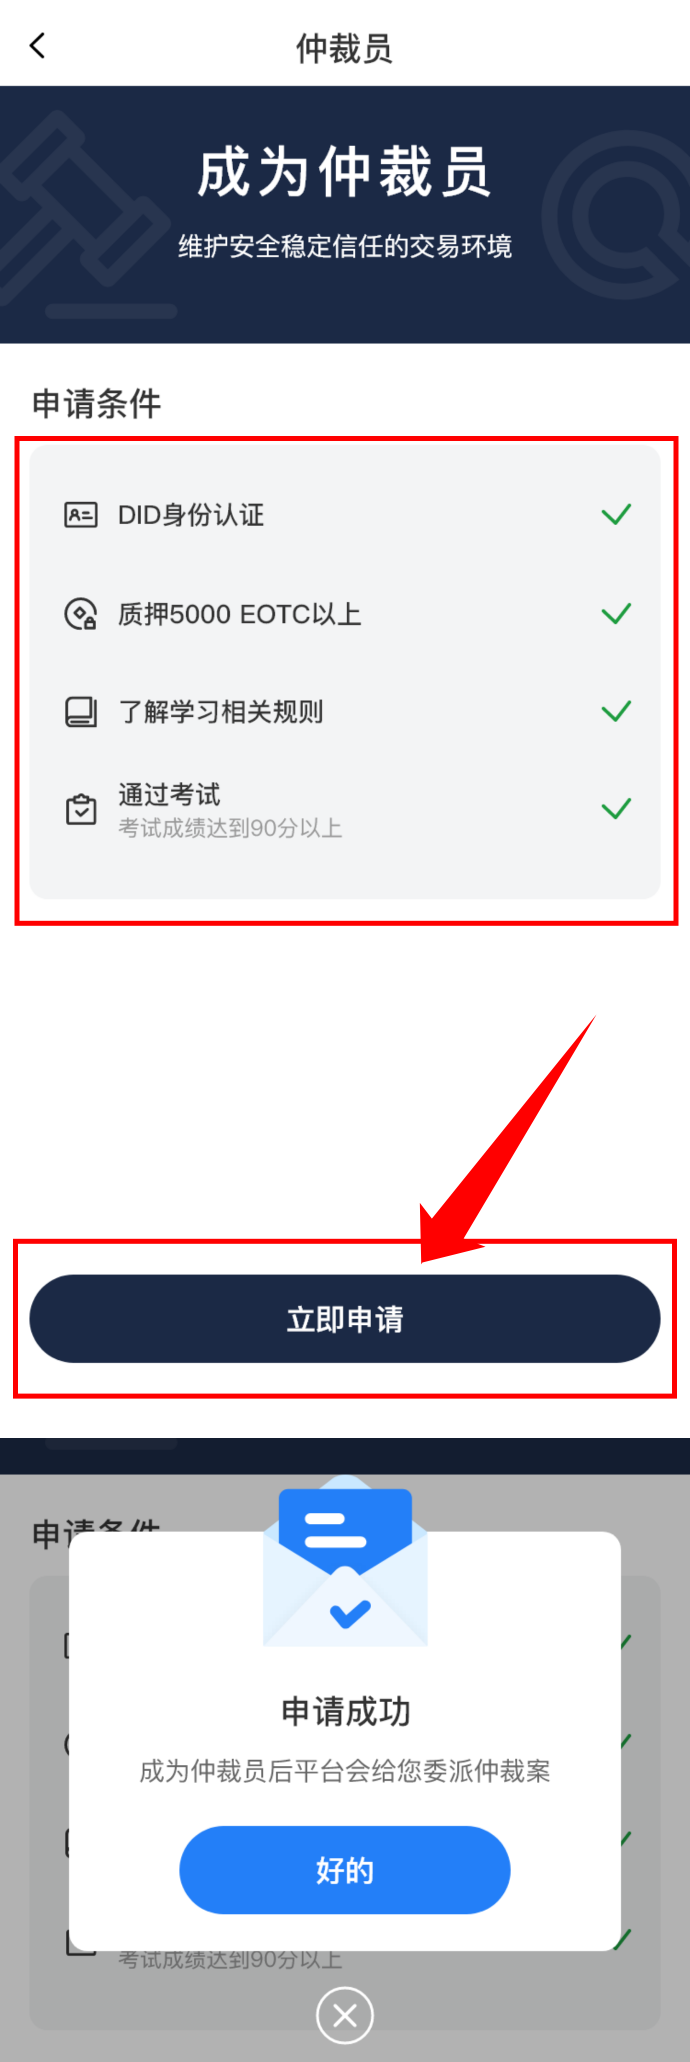 仲裁员
成为仲裁员
维护安全稳定信任的交易环境
申请条件
DID身份认证
质押5000 EOTC以上
了解学习相关规则
通过考试
考试成绩达到90分以上
立即申请
申请条件
申请成功
成为仲裁员后平台会给您委派仲裁案
好的
考试成绩达到90分以上